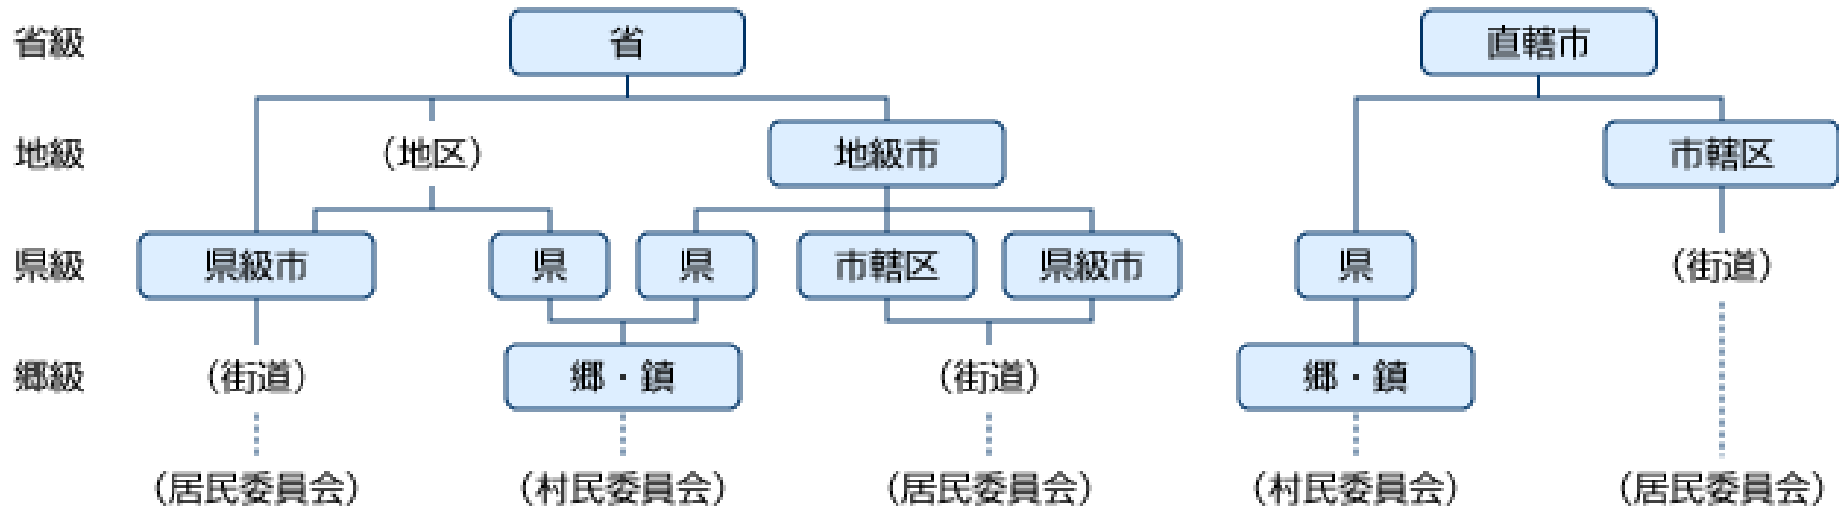 省級 省 直轄市
地級 （地区） 地級市 市轄区
県級 県級市 県 県 市轄区 県級市 県 （街道）
郷級 （街道） 郷・鎮 （街道） 郷・鎮
（居民委員会） （村民委員会） （居民委員会） （村民委員会） （居民委員会）